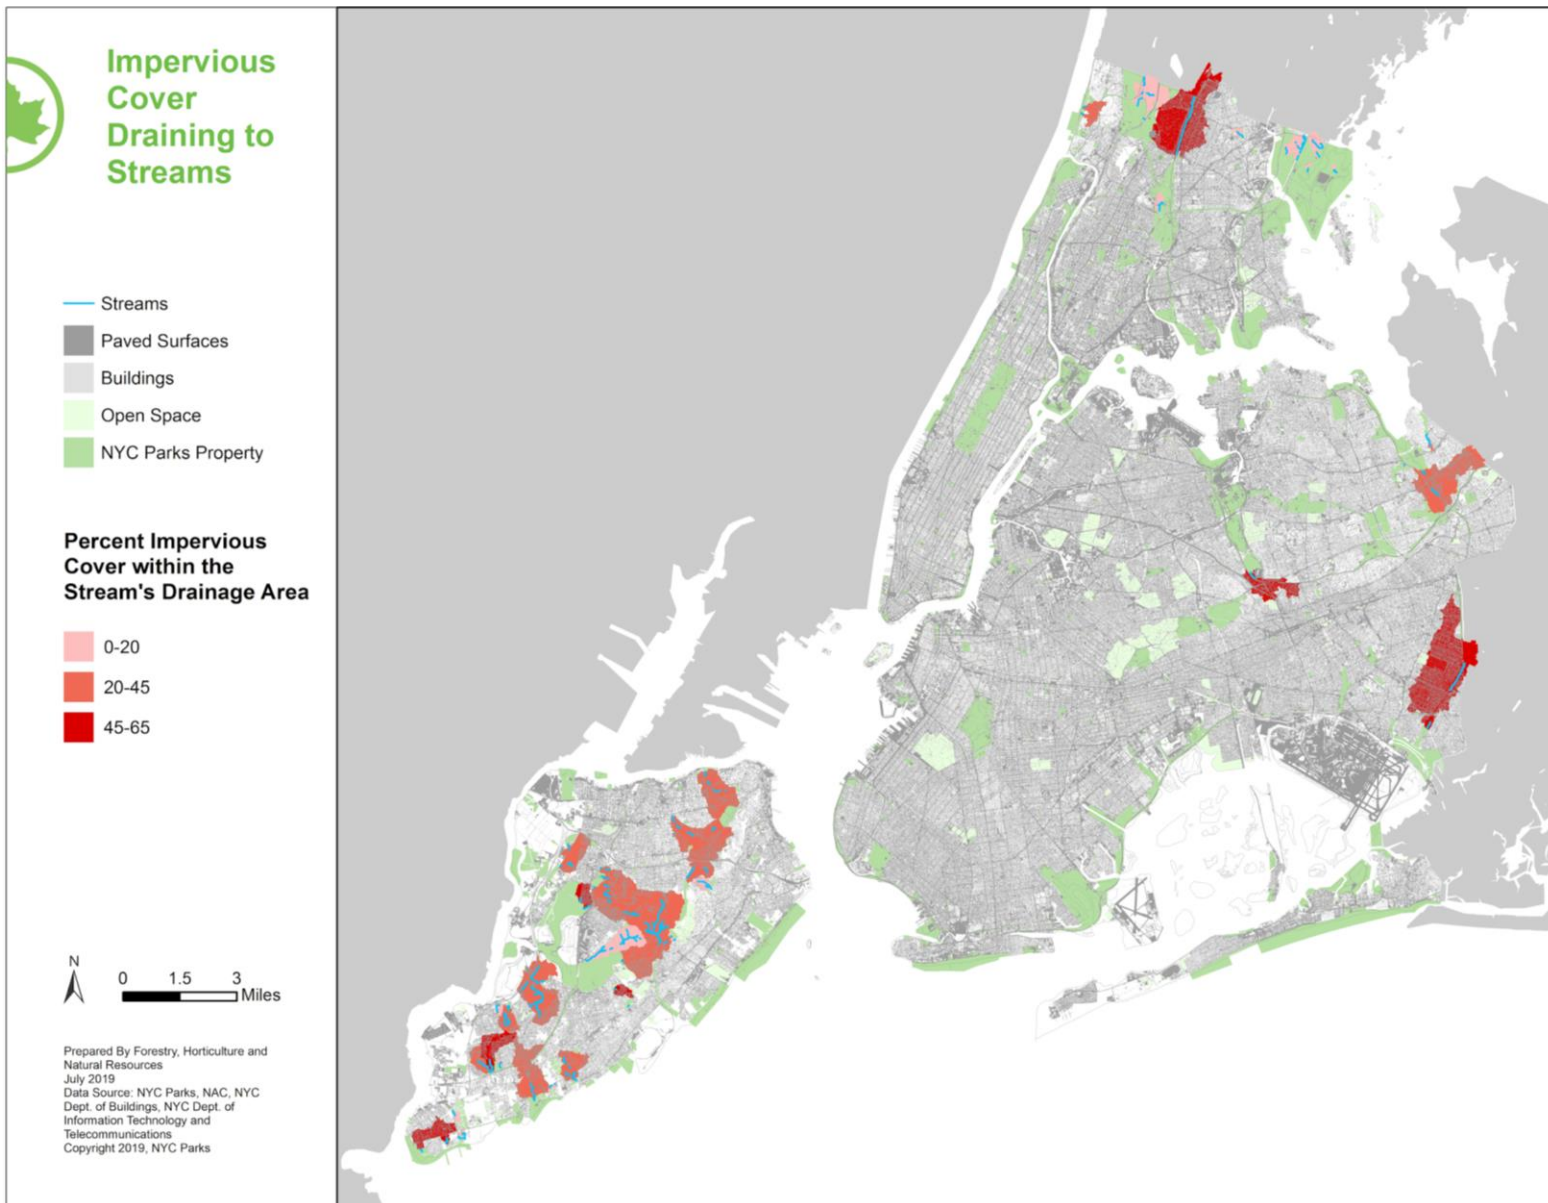 Impervious
Cover
Draining to
Streams
Streams
Paved Surfaces
Buildings
Open Space
NYC Parks Property
Percent Impervious
Cover within the
Stream's Drainage Area
0-20
20-45
45-65
N
0 1.5 3
Miles
Prepared By Forestry, Horticulture and
Natural Resources
July 2019
Data Source: NYC Parks, NAC, NYC
Dept. of Buildings, NYC Dept. of
Information Technology and
Telecommunications
Copyright 2019, NYC Parks